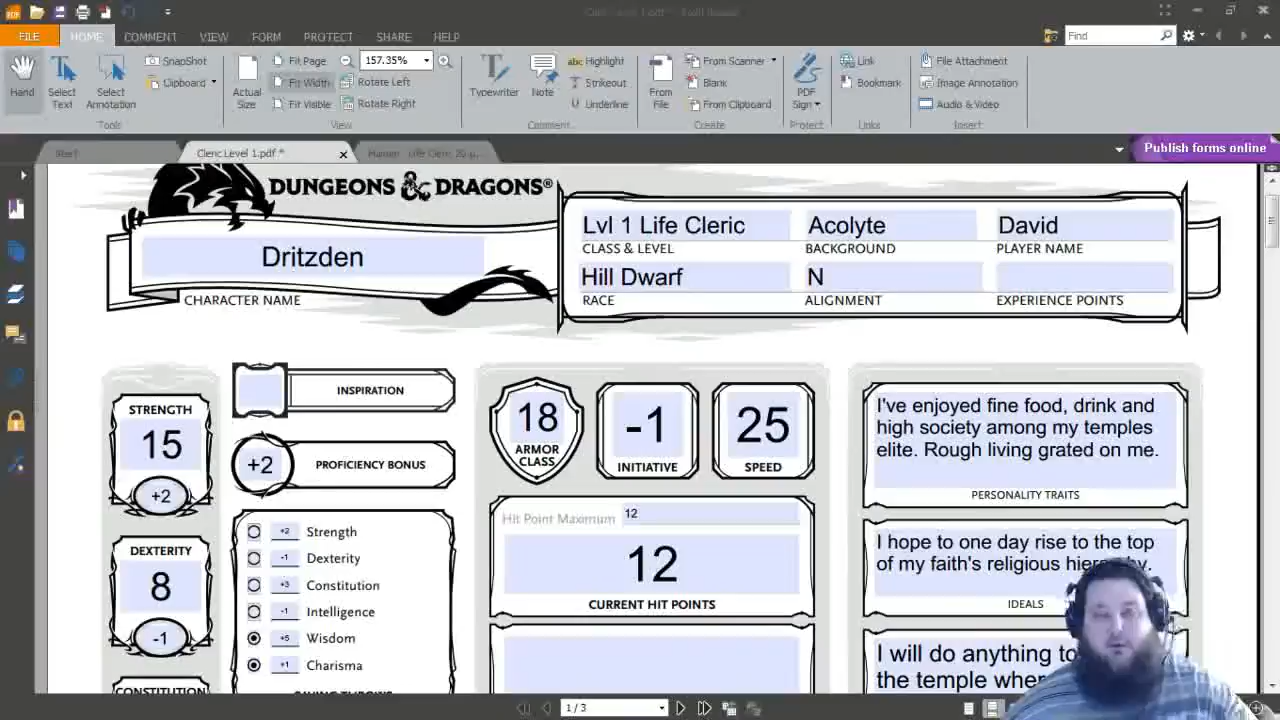 FILE HOME COMMENT VIEW FORM PROTECT SHARE HELP Find
SnapShot Fit Page 157.35% abc Highlight From Scanner Link File Attachment
Clipboard Fit Width Rotate Left Strikeout Blank Bookmark Image Annotation
Hand Select Text Select Annotation Actual Size Fit Visible Rotate Right Typewriter Note Underline From File From Clipboard PDF Sign Audio & Video
Tools View Comment Create Protect Links Insert
Start Cleric Level 1.pdf * Publish forms online
DUNGEONS & DRAGONS®
Dritzden
CHARACTER NAME
Lvl 1 Life Cleric Acolyte David
CLASS & LEVEL BACKGROUND PLAYER NAME
Hill Dwarf N
RACE ALIGNMENT EXPERIENCE POINTS
STRENGTH
15
+2
DEXTERITY
8
-1
CONSTITUTION
INSPIRATION
+2 PROFICIENCY BONUS
+2 Strength
-1 Dexterity
+3 Constitution
-1 Intelligence
+5 Wisdom
+1 Charisma
SAVING THROWS
18 -1 25
ARMOR CLASS INITIATIVE SPEED
Hit Point Maximum 12
12
CURRENT HIT POINTS
I've enjoyed fine food, drink and
high society among my temples
elite. Rough living grated on me.
PERSONALITY TRAITS
I hope to one day rise to the top
of my faith's religious
IDEALS
I will do anything to
the temple
1 / 3